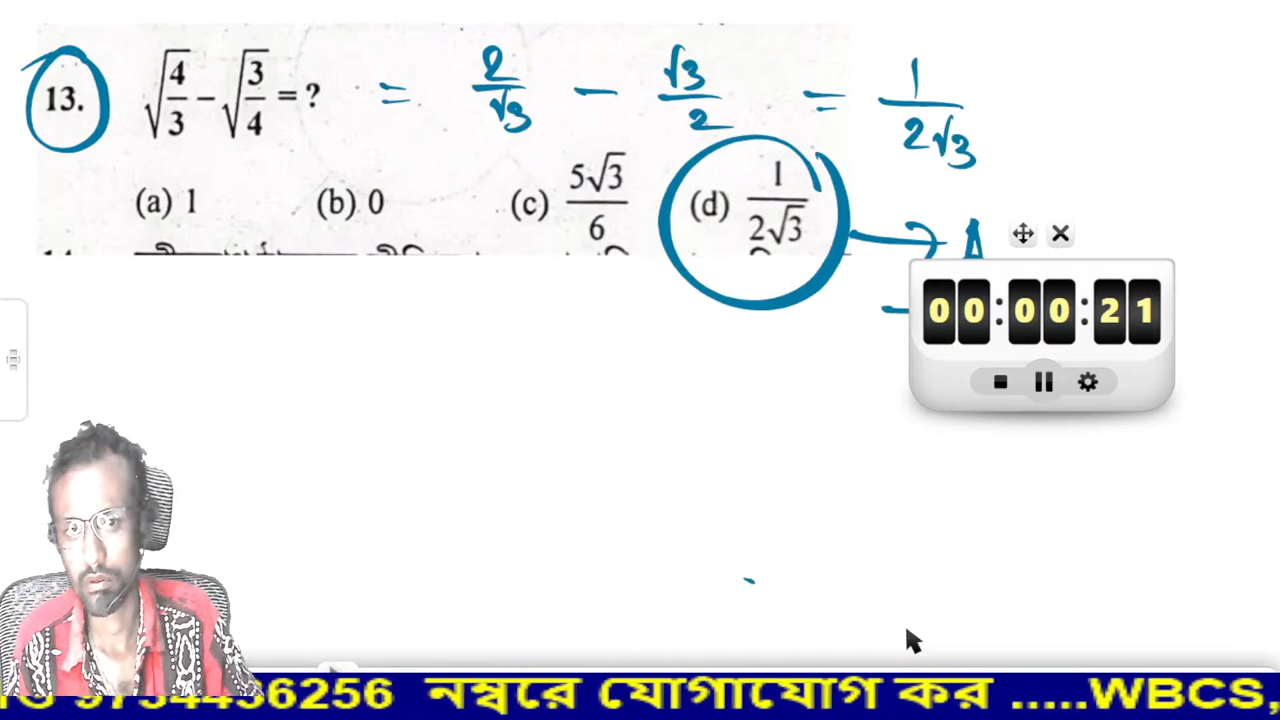 13. √(4/3) − √(3/4) = ? = 2/√3 − √3/2 = 1/2√3
(a) 1 (b) 0 (c) 5√3/6 (d) 1/2√3
A
00:00:21
9734436256 নম্বরে যোগাযোগ কর .....WBCS,